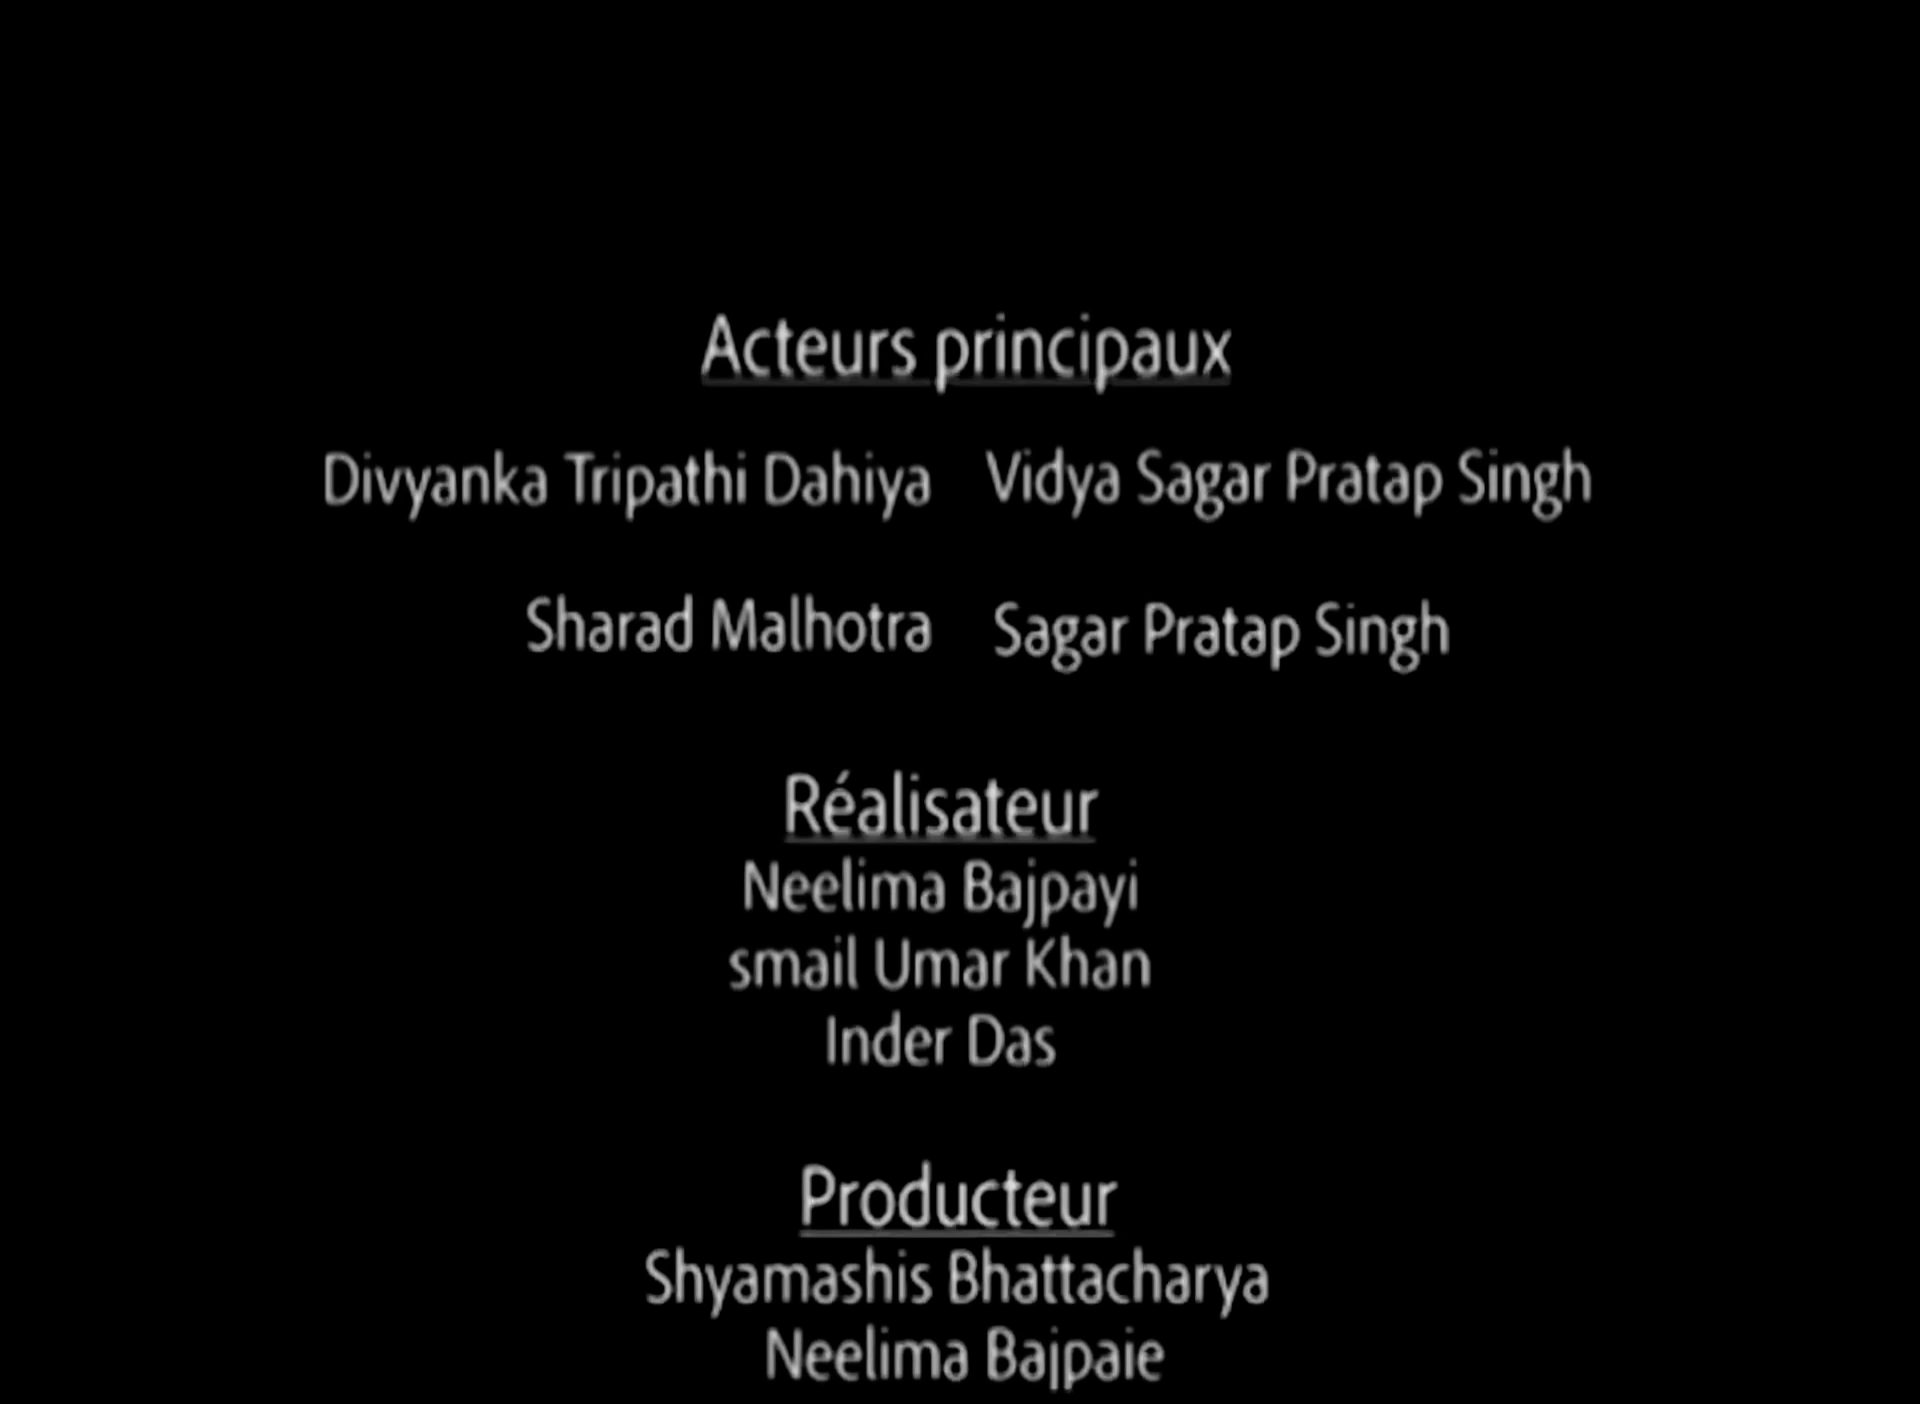 Acteurs principaux
Divyanka Tripathi Dahiya Vidya Sagar Pratap Singh
Sharad Malhotra Sagar Pratap Singh
Réalisateur
Neelima Bajpayi
smail Umar Khan
Inder Das
Producteur
Shyamashis Bhattacharya
Neelima Bajpaie